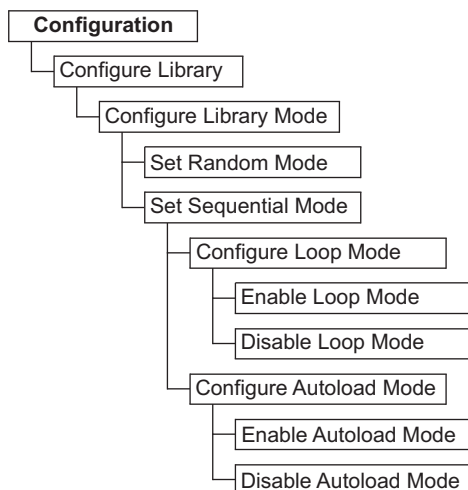 Configuration
Configure Library
Configure Library Mode
Set Random Mode
Set Sequential Mode
Configure Loop Mode
Enable Loop Mode
Disable Loop Mode
Configure Autoload Mode
Enable Autoload Mode
Disable Autoload Mode